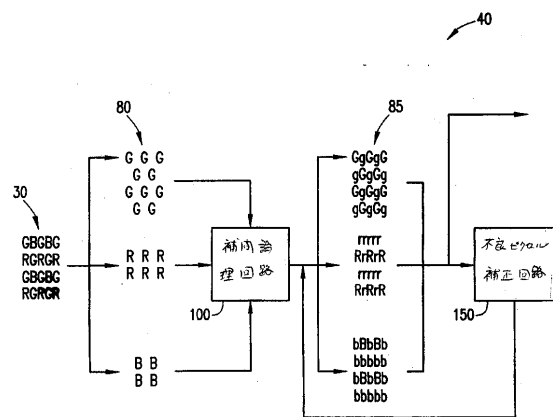 40
80
85
30
G G G
G G
G G G
G G
GgGgG
gGgGg
GgGgG
gGgGg
GBGBG
RGRGR
GBGBG
RGRGR
R R R
R R R
補間論
理回路
100
rrrrr
RrRrR
rrrrr
RrRrR
不良ピクセル
補正回路
150
B B
B B
bBbBb
bbbbb
bBbBb
bbbbb